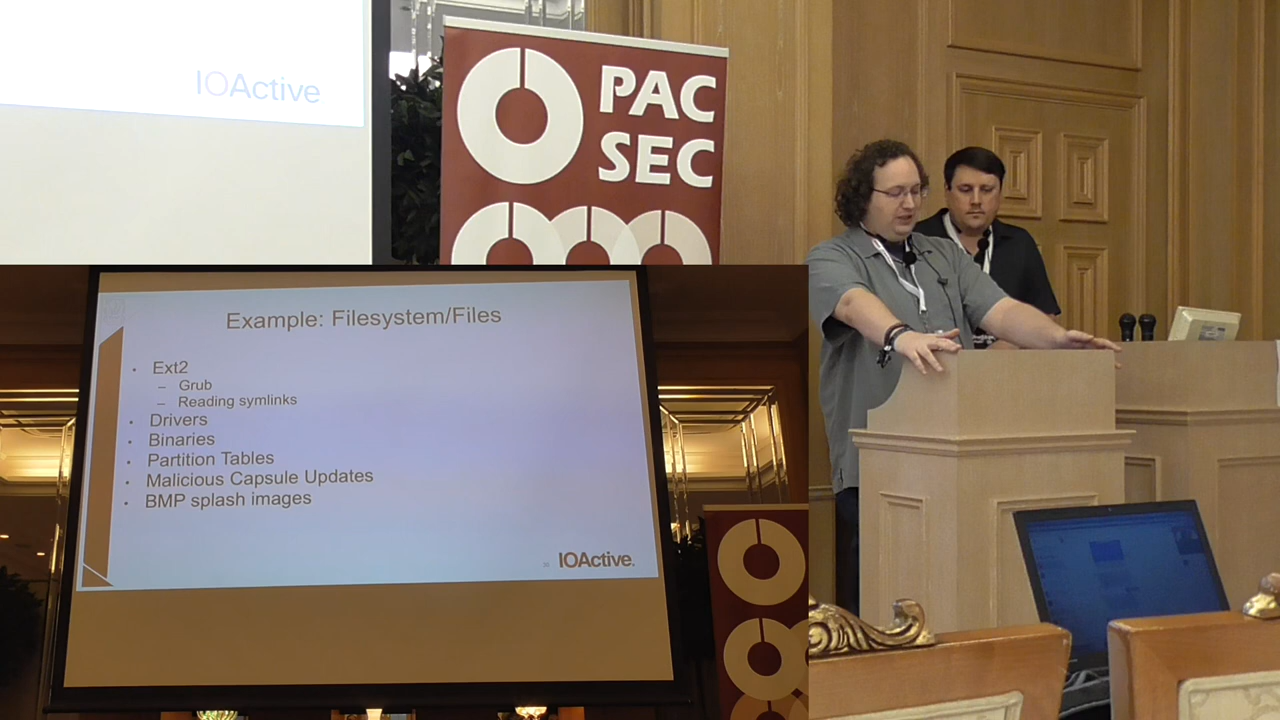 IOActive.
PAC
SEC
Example: Filesystem/Files
• Ext2
– Grub
– Reading symlinks
• Drivers
• Binaries
• Partition Tables
• Malicious Capsule Updates
• BMP splash images
IOActive.